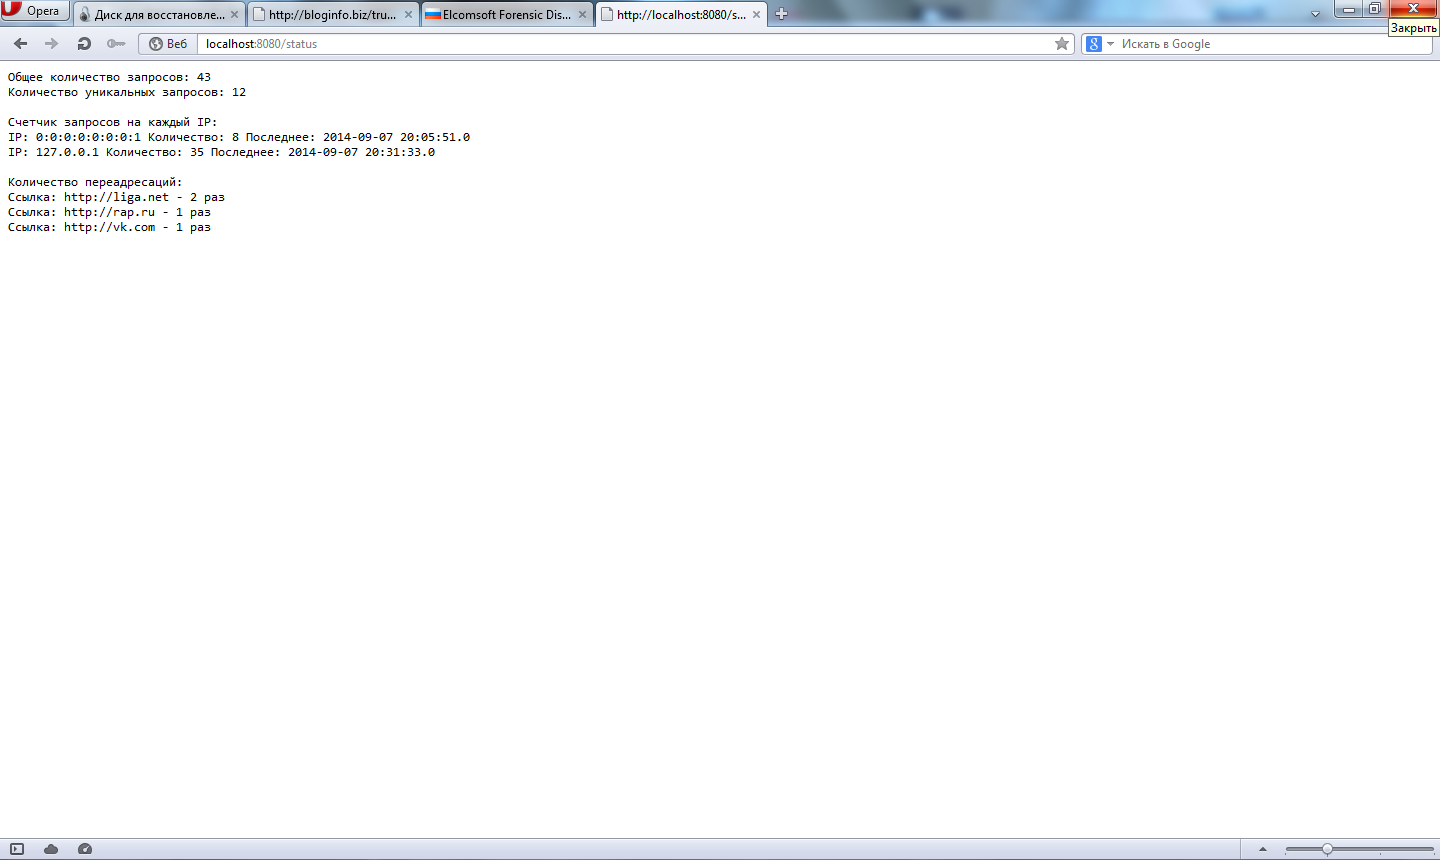 Opera
Диск для восстановле...
http://bloginfo.biz/tru...
Elcomsoft Forensic Dis...
http://localhost:8080/s...
Закрыть
Веб
localhost:8080/status
Искать в Google
Общее количество запросов: 43
Количество уникальных запросов: 12
Счетчик запросов на каждый IP:
IP: 0:0:0:0:0:0:0:1 Количество: 8 Последнее: 2014-09-07 20:05:51.0
IP: 127.0.0.1 Количество: 35 Последнее: 2014-09-07 20:31:33.0
Количество переадресаций:
Ссылка: http://liga.net - 2 раз
Ссылка: http://rap.ru - 1 раз
Ссылка: http://vk.com - 1 раз